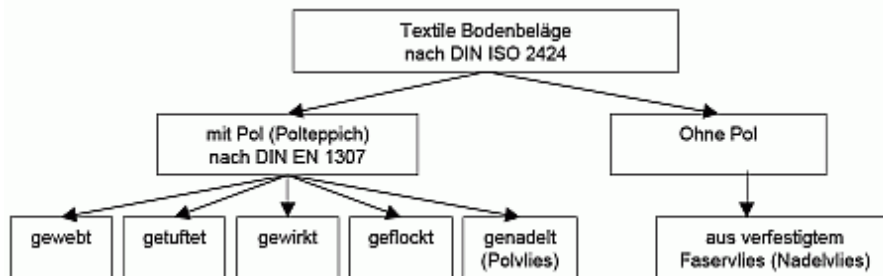 Textile Bodenbeläge
nach DIN ISO 2424
mit Pol (Polteppich)
nach DIN EN 1307
Ohne Pol
gewebt
getuftet
gewirkt
geflockt
genadelt
(Polvlies)
aus verfestigtem
Faservlies (Nadelvlies)